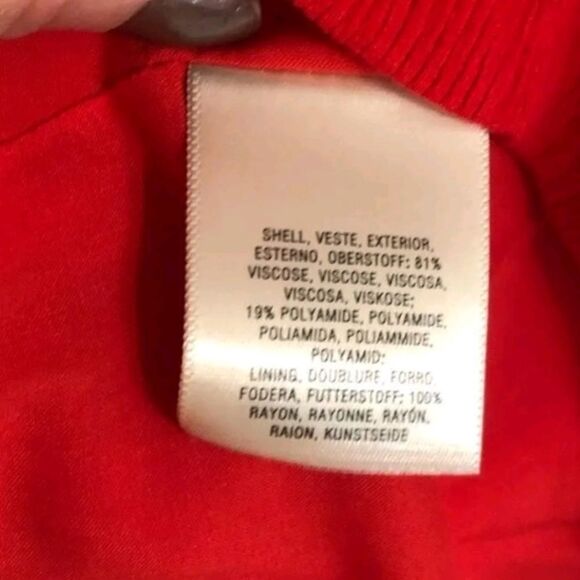 SHELL, VESTE, EXTERIOR,
ESTERNO, OBERSTOFF: 81%
VISCOSE, VISCOSE, VISCOSA,
VISCOSA, VISKOSE;
19% POLYAMIDE, POLYAMIDE,
POLIAMIDA, POLIAMMIDE,
POLYAMID:
LINING, DOUBLURE, FORRO,
FODERA, FUTTERSTOFF: 100%
RAYON, RAYONNE, RAYÓN,
RAION, KUNSTSEIDE